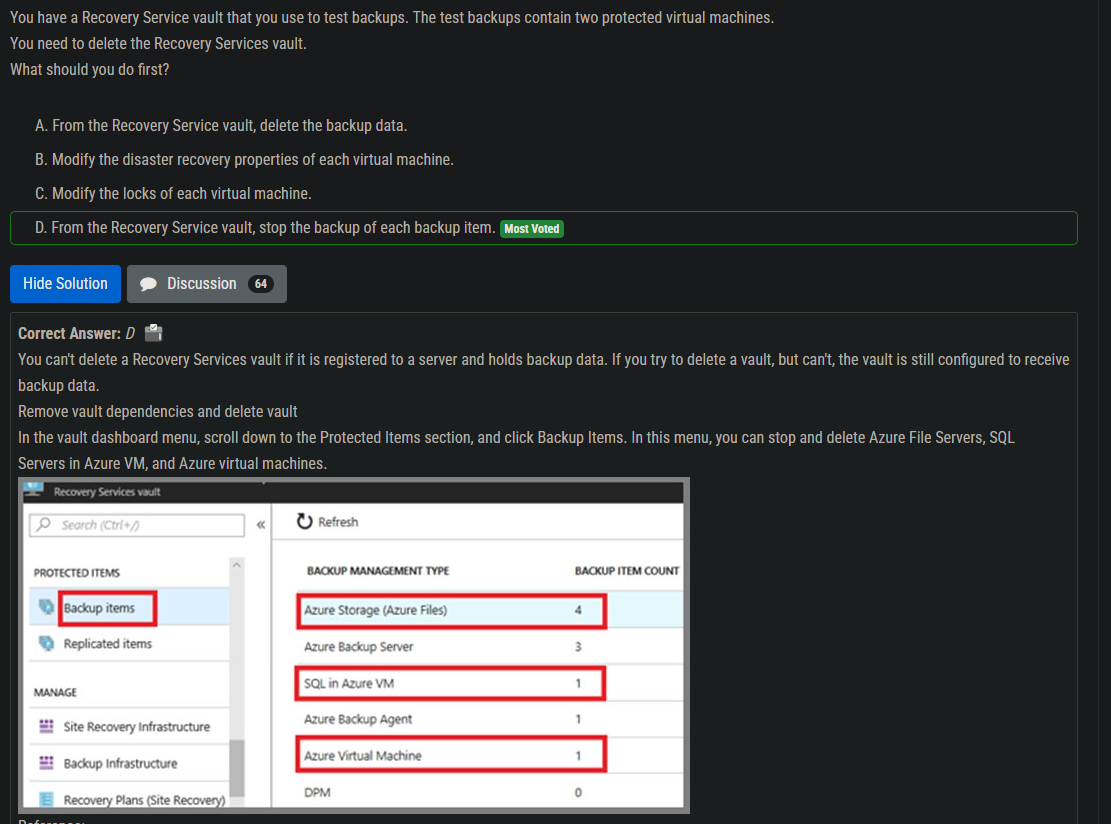 You have a Recovery Service vault that you use to test backups. The test backups contain two protected virtual machines.
You need to delete the Recovery Services vault.
What should you do first?
A. From the Recovery Service vault, delete the backup data.
B. Modify the disaster recovery properties of each virtual machine.
C. Modify the locks of each virtual machine.
D. From the Recovery Service vault, stop the backup of each backup item. Most Voted
Hide Solution Discussion 64
Correct Answer: D
You can't delete a Recovery Services vault if it is registered to a server and holds backup data. If you try to delete a vault, but can't, the vault is still configured to receive
backup data.
Remove vault dependencies and delete vault
In the vault dashboard menu, scroll down to the Protected Items section, and click Backup Items. In this menu, you can stop and delete Azure File Servers, SQL
Servers in Azure VM, and Azure virtual machines.
Recovery Services vault
Search (Ctrl+/) « Refresh
BACKUP MANAGEMENT TYPE BACKUP ITEM COUNT
PROTECTED ITEMS
Backup items
Azure Storage (Azure Files) 4
Replicated items
Azure Backup Server 3
MANAGE
SQL in Azure VM 1
Site Recovery Infrastructure
Azure Backup Agent 1
Backup Infrastructure
Azure Virtual Machine 1
Recovery Plans (Site Recovery)
DPM 0